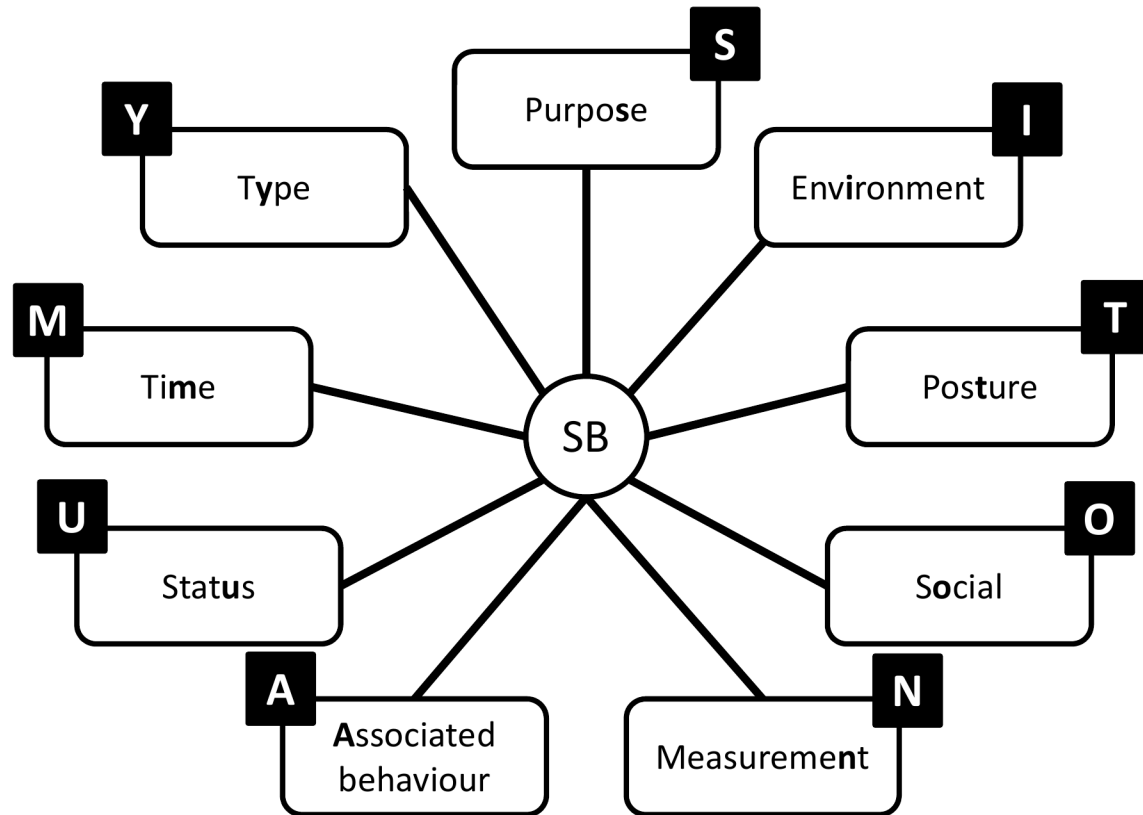 S
Purpose
I
Environment
T
Posture
O
Social
N
Measurement
A
Associated
behaviour
U
Status
M
Time
Y
Type
SB